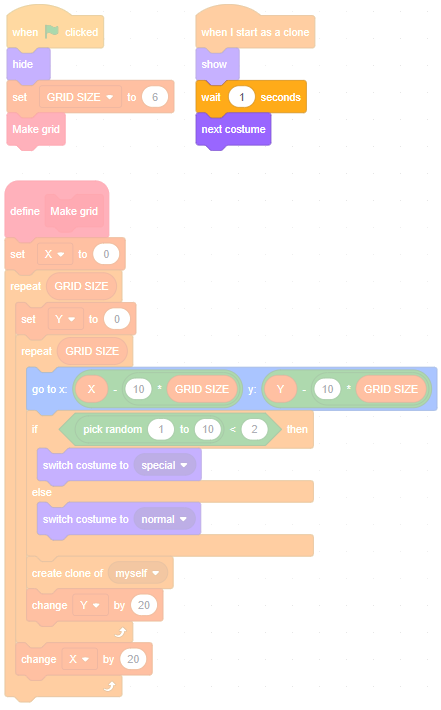 when clicked
hide
set GRID SIZE to 6
Make grid
when I start as a clone
show
wait 1 seconds
next costume
define Make grid
set X to 0
repeat GRID SIZE
set Y to 0
repeat GRID SIZE
go to x: X - 10 * GRID SIZE y: Y - 10 * GRID SIZE
if pick random 1 to 10 < 2 then
switch costume to special
else
switch costume to normal
create clone of myself
change Y by 20
change X by 20